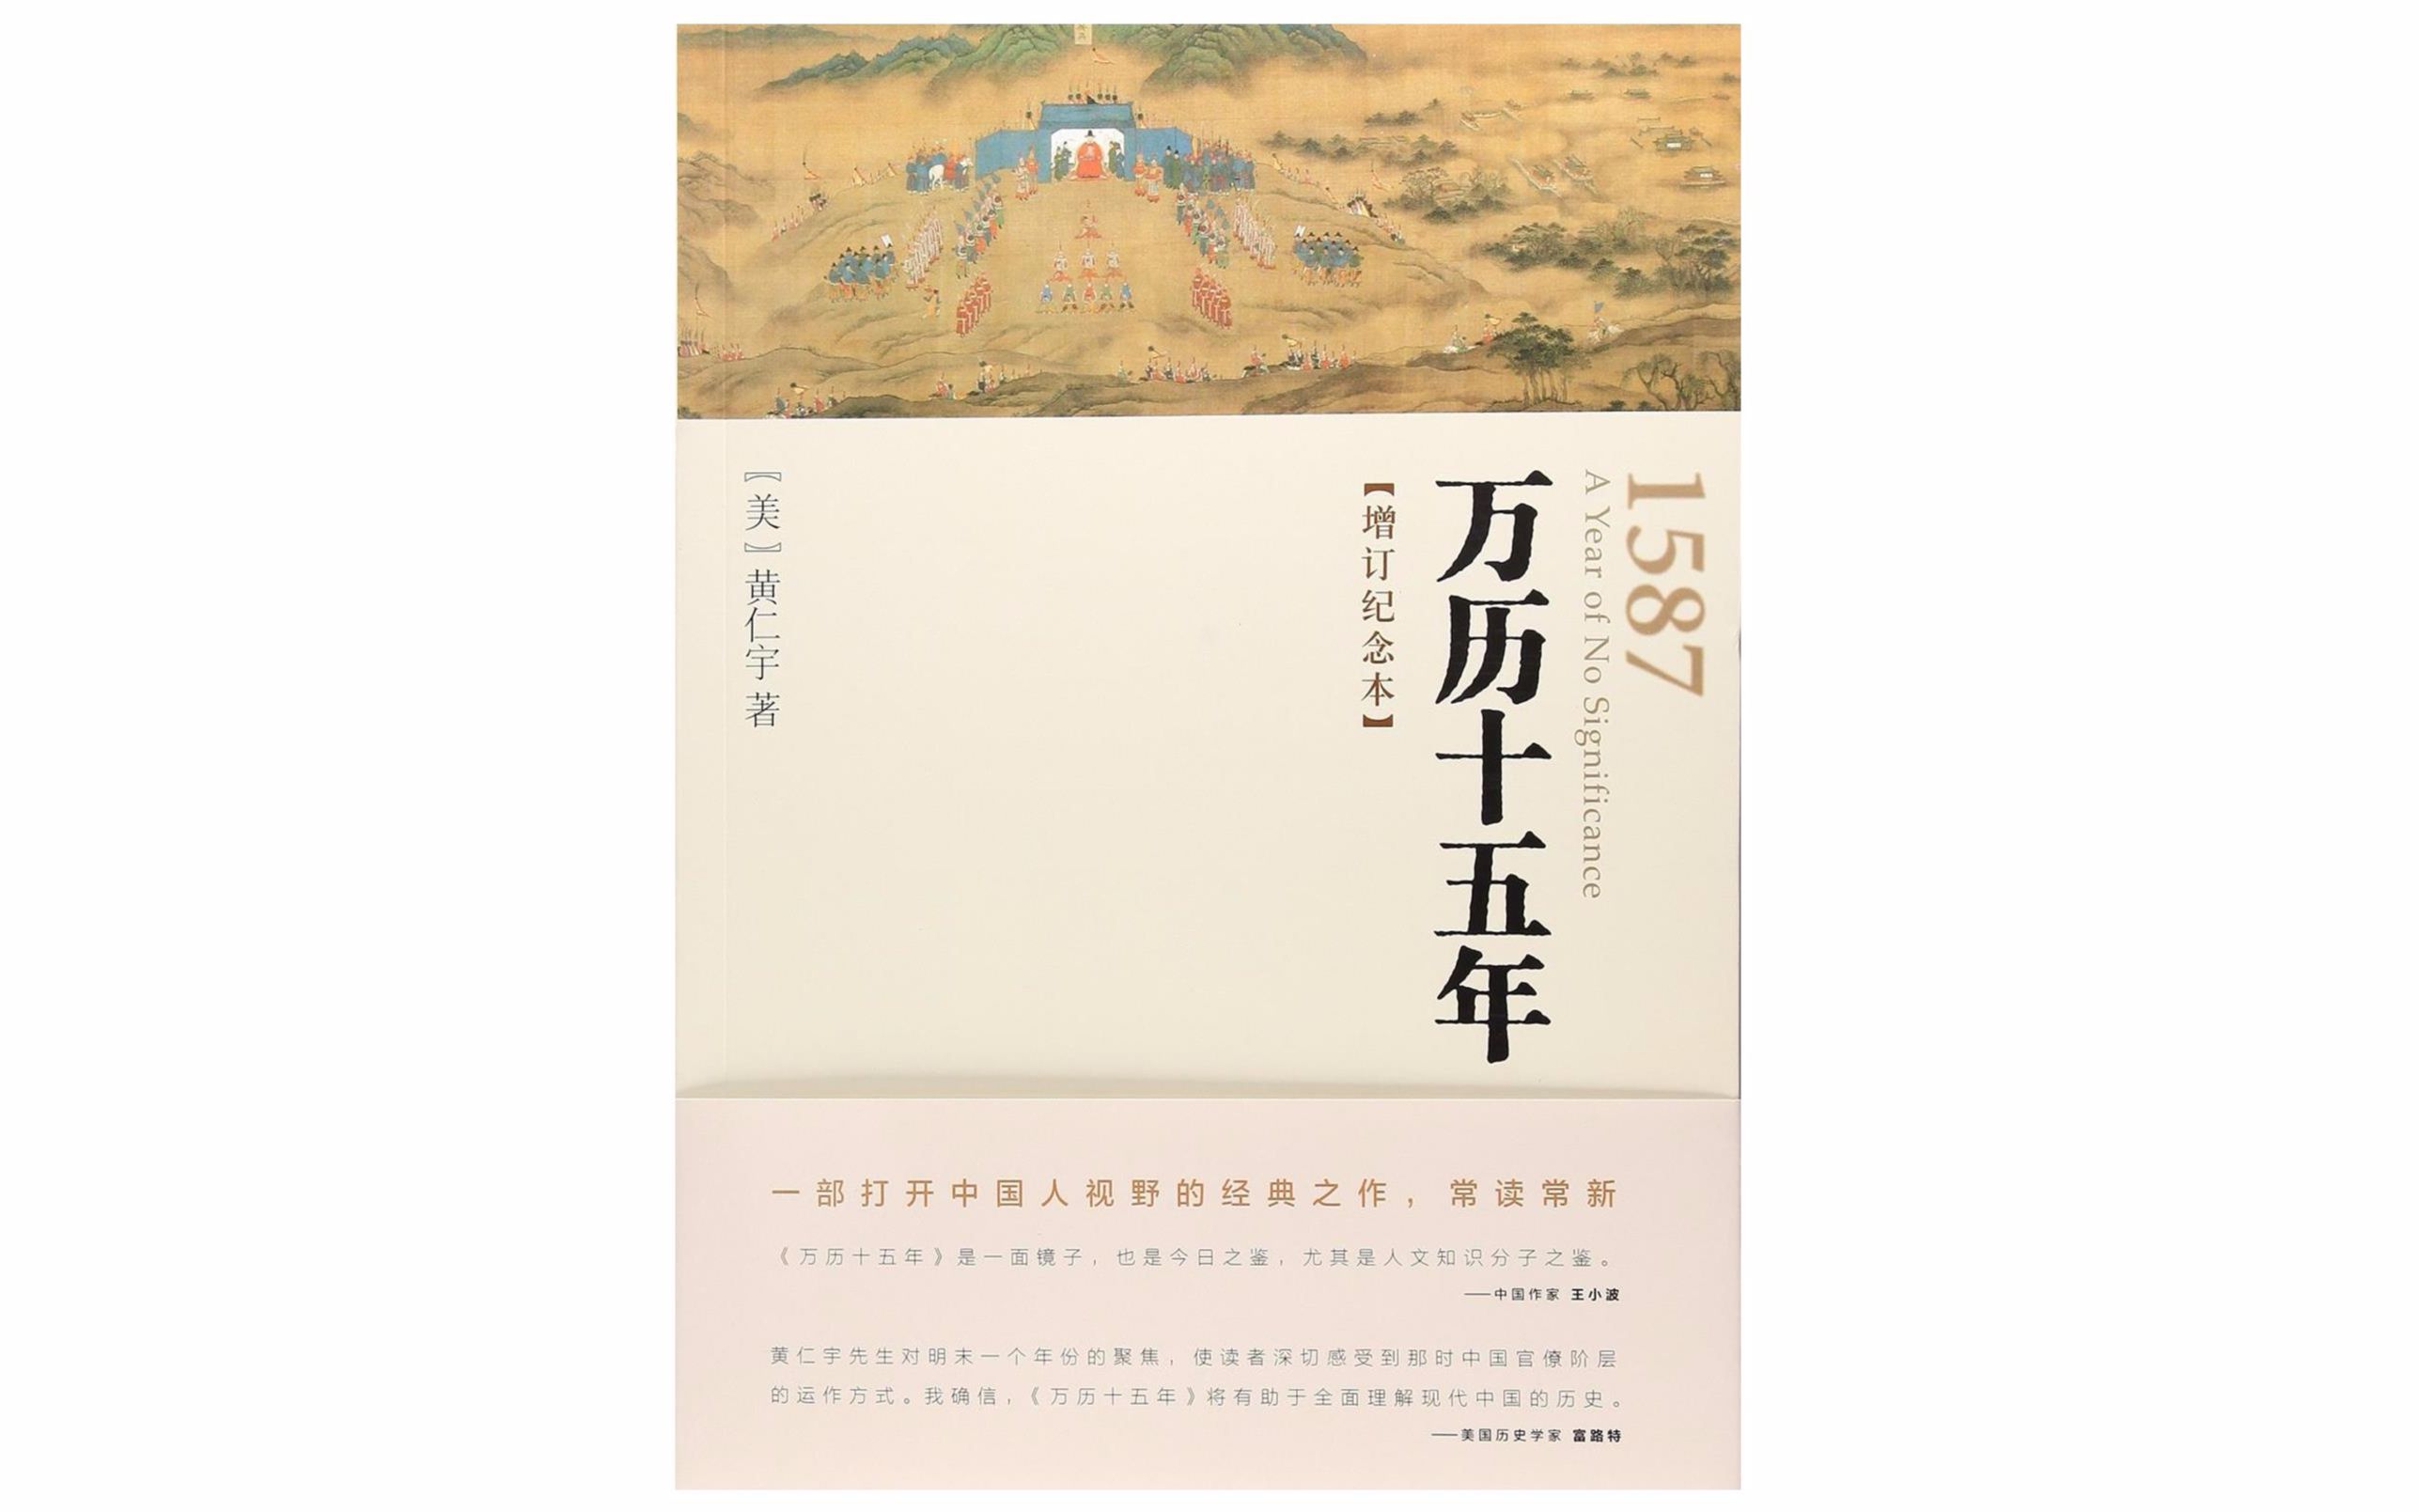 1587
A Year of No Significance
万历十五年
【增订纪念本】
【美】黄仁宇 著
一部打开中国人视野的经典之作，常读常新
《万历十五年》是一面镜子，也是今日之鉴，尤其是人文知识分子之鉴。
——中国作家 王小波
黄仁宇先生对明末一个年份的聚焦，使读者深切感受到那时中国官僚阶层
的运作方式。我确信，《万历十五年》将有助于全面理解现代中国的历史。
——美国历史学家 富路特